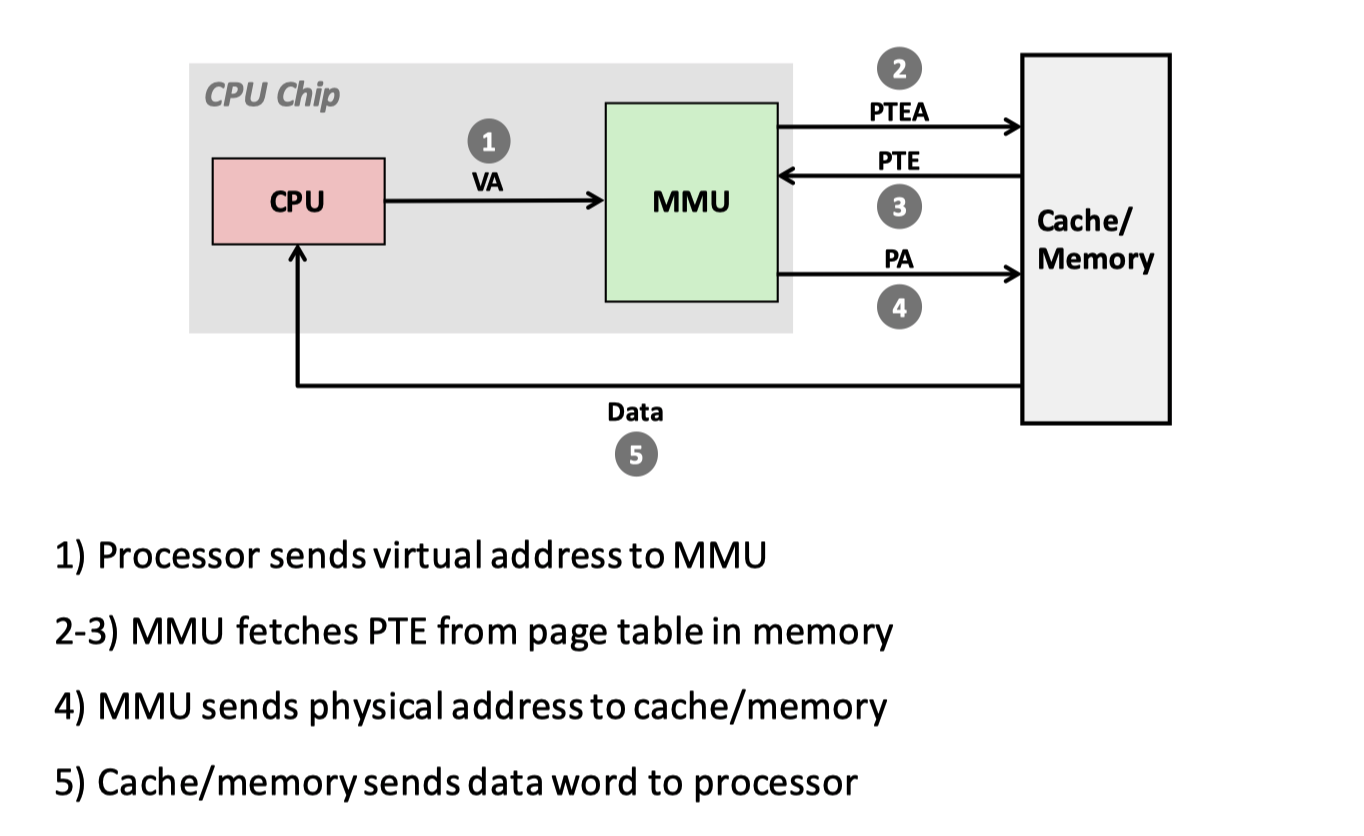 CPU Chip
2
PTEA
1
VA
PTE
CPU
MMU
3
Cache/
Memory
PA
4
Data
5
1) Processor sends virtual address to MMU
2-3) MMU fetches PTE from page table in memory
4) MMU sends physical address to cache/memory
5) Cache/memory sends data word to processor